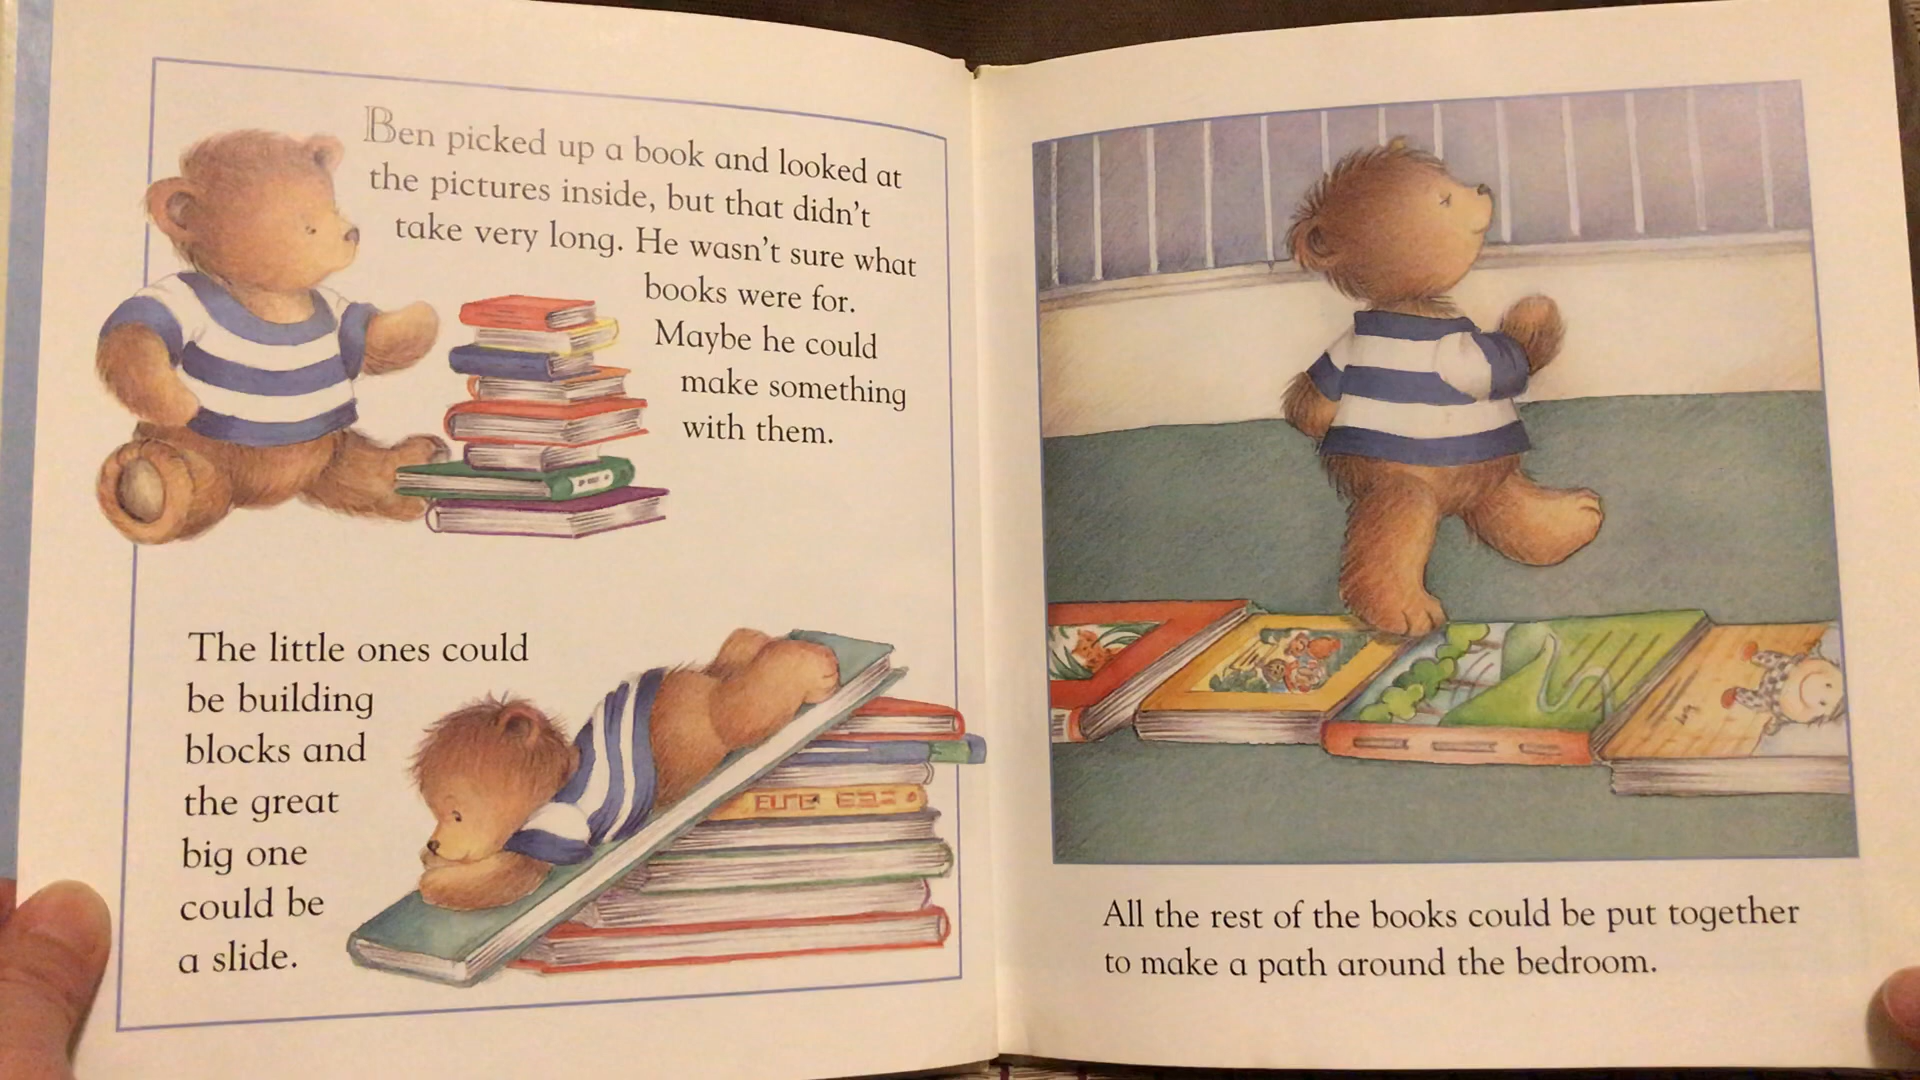 Ben picked up a book and looked at
the pictures inside, but that didn't
take very long. He wasn't sure what
books were for.
Maybe he could
make something
with them.
The little ones could
be building
blocks and
the great
big one
could be
a slide.
All the rest of the books could be put together
to make a path around the bedroom.